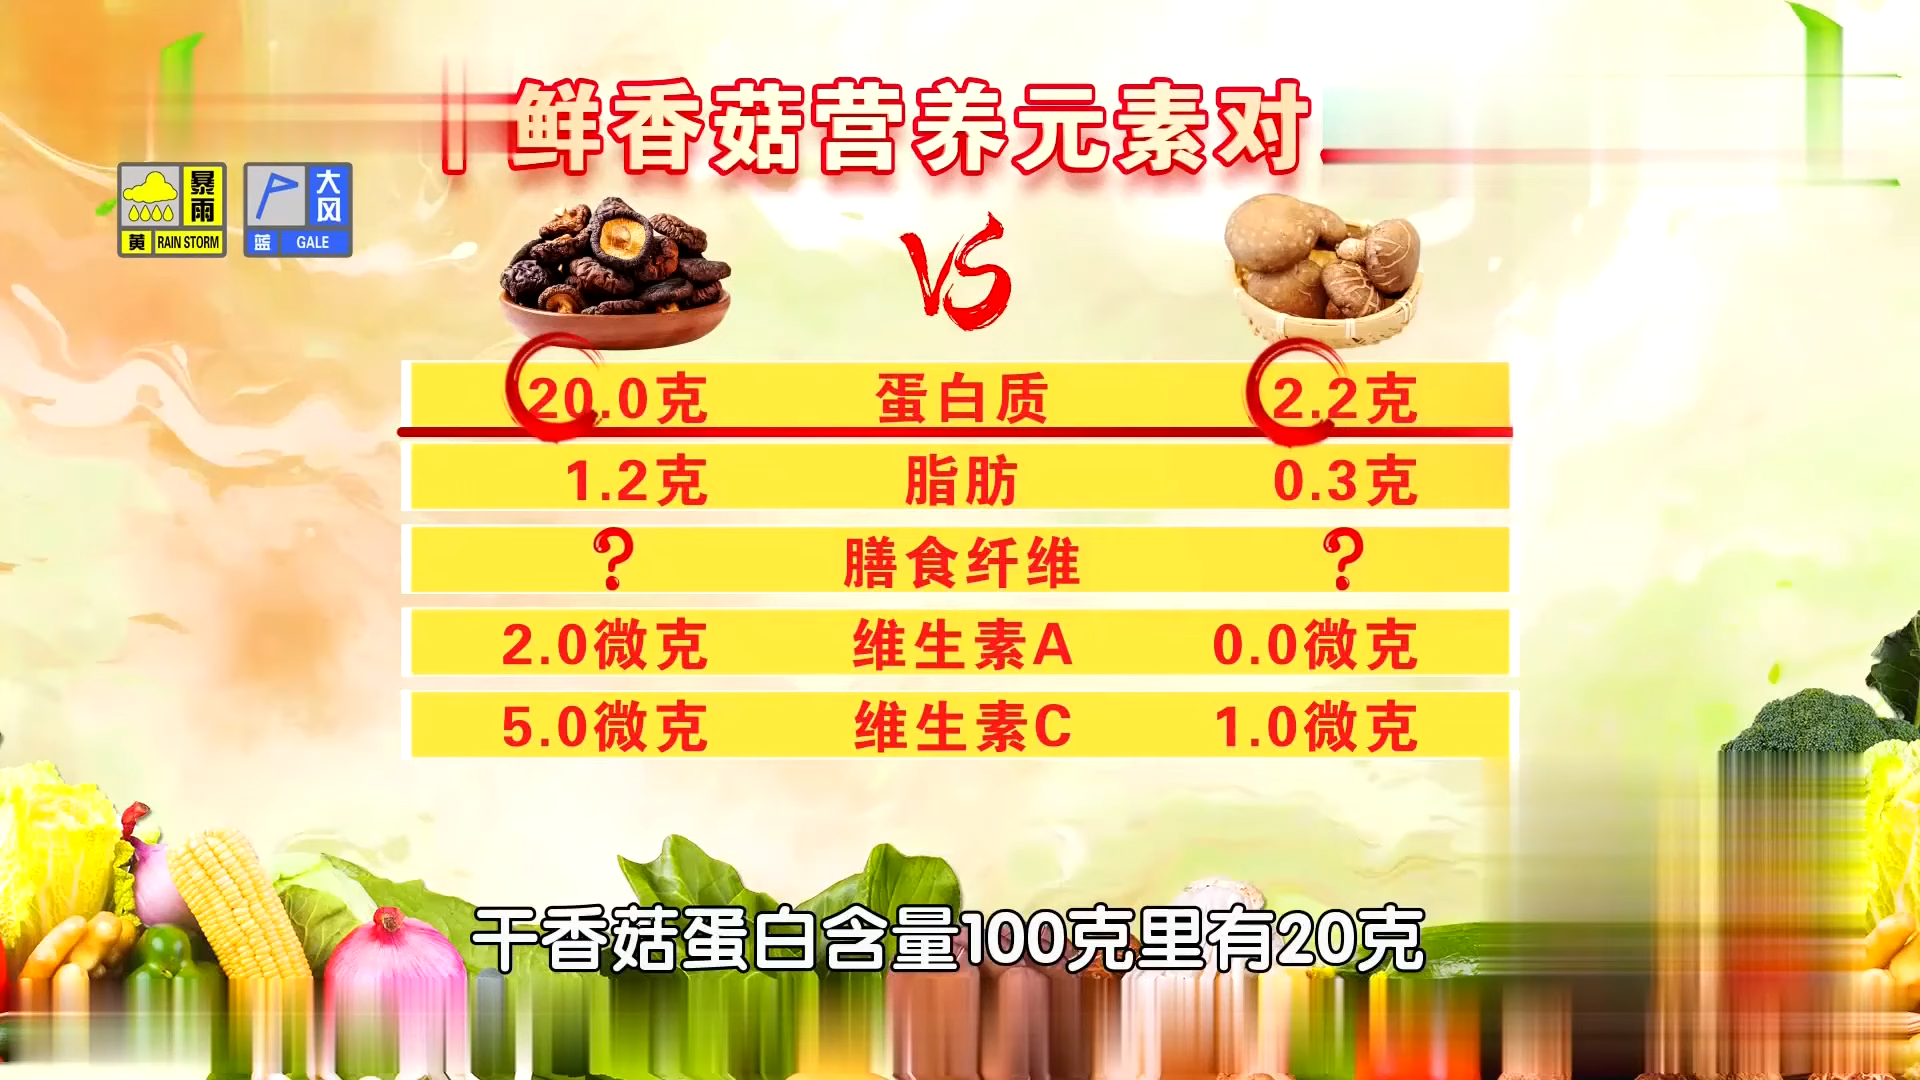 鲜香菇营养元素对
暴雨
黄 RAIN STORM
大风
蓝 GALE
VS
20.0克 蛋白质 2.2克
1.2克 脂肪 0.3克
? 膳食纤维 ?
2.0微克 维生素A 0.0微克
5.0微克 维生素C 1.0微克
干香菇蛋白含量100克里有20克